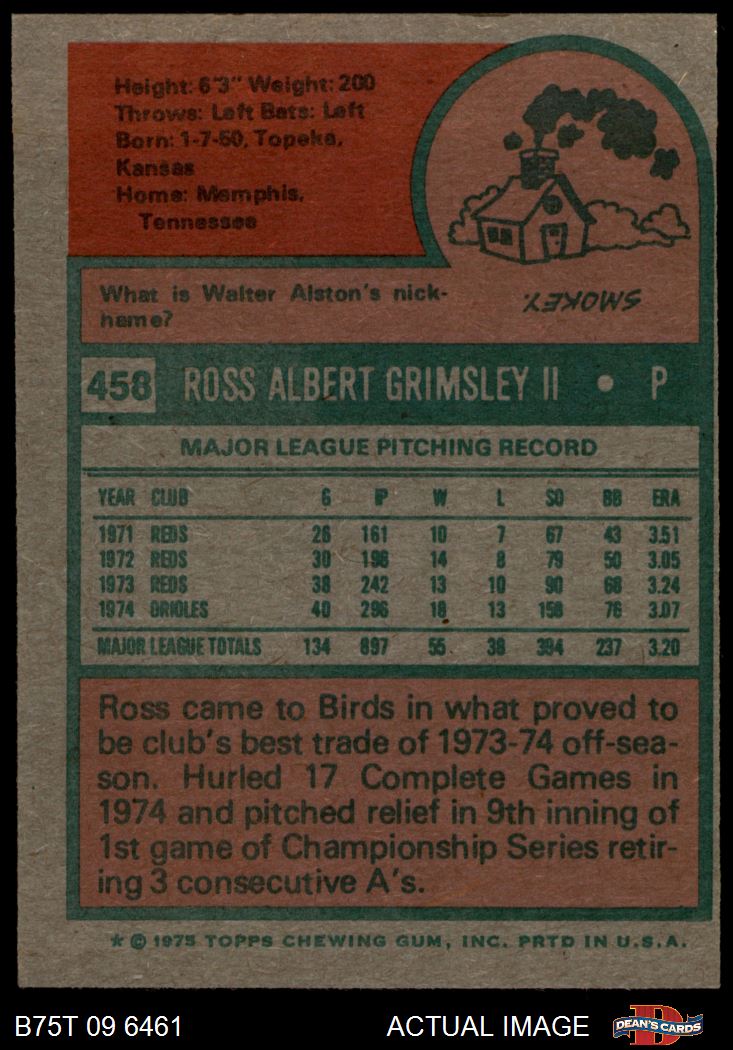 Height: 6'3" Weight: 200
Throws: Left Bats: Left
Born: 1-7-50, Topeka,
Kansas
Home: Memphis,
Tennessee
What is Walter Alston's nick-
name?
SMOKEY.
458 ROSS ALBERT GRIMSLEY II • P
MAJOR LEAGUE PITCHING RECORD
YEAR CLUB G IP W L SO BB ERA
1971 REDS 26 161 10 7 67 43 3.51
1972 REDS 30 198 14 8 79 50 3.05
1973 REDS 38 242 13 10 90 68 3.24
1974 ORIOLES 40 296 18 13 158 76 3.07
MAJOR LEAGUE TOTALS 134 897 55 38 394 237 3.20
Ross came to Birds in what proved to
be club's best trade of 1973-74 off-sea-
son. Hurled 17 Complete Games in
1974 and pitched relief in 9th inning of
1st game of Championship Series retir-
ing 3 consecutive A's.
* © 1975 TOPPS CHEWING GUM, INC. PRTD IN U.S.A.
B75T 09 6461 ACTUAL IMAGE D DEAN'S CARDS